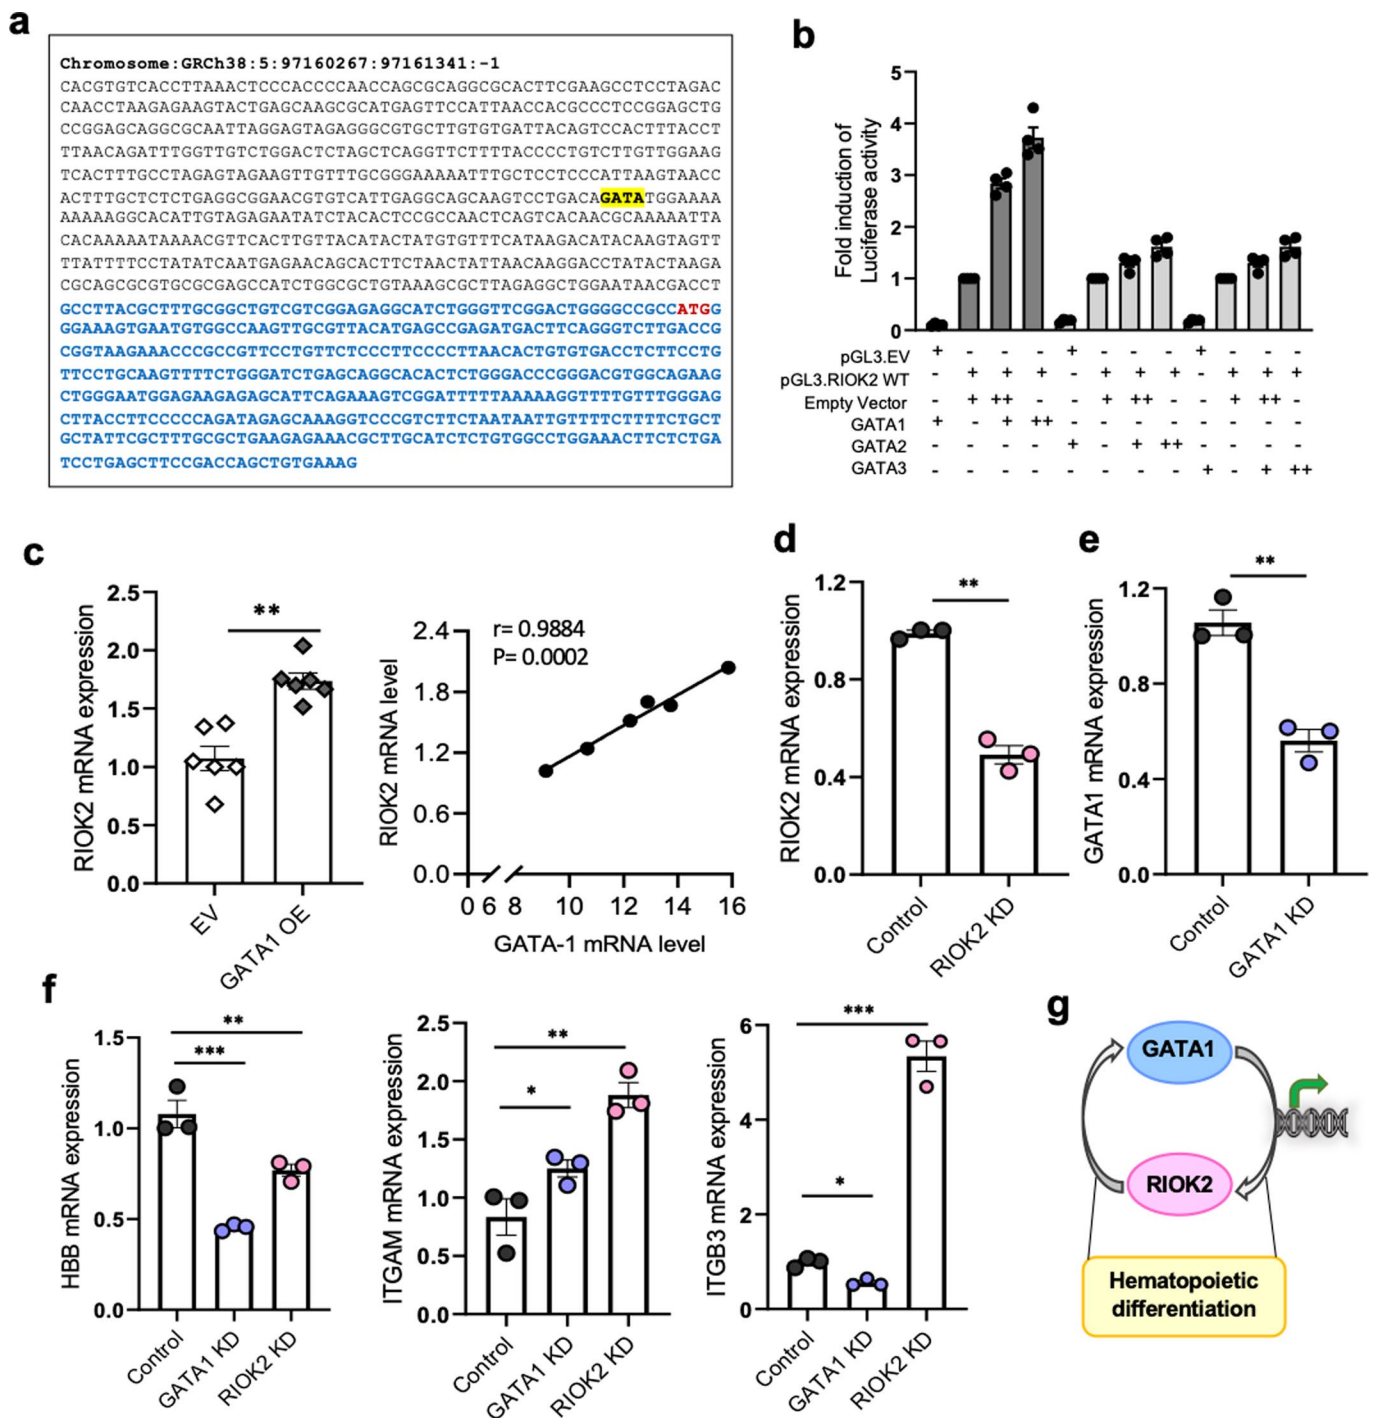 a
Chromosome:GRCh38:5:97160267:97161341:-1
CACGTGTCACCTTAAACTCCCACCCCAACCAGCGCAGGCGCACTTCGAAGCCTCCTAGAC
CAACCTAAGAGAAGTACTGAGCAAGCGCATGAGTTCCATTAACCACGCCCTCCGGAGCTG
CCGGAGCAGGCGCAATTAGGAGTAGAGGGCGTGCTTGTGTGATTACAGTCCACTTTACCT
TTAACAGATTTGGTTGTCTGGACTCTAGCTCAGGTTCTTTTACCCCTGTCTTGTTGGAAG
TCACTTTGCCTAGAGTAGTTGTTTGCGGGAAAAATTTGCTCCTCCCATTAAGTAACC
ACTTTGCTCTCTGAGGCGGAACGTGTCATTGAGGCAGCAAGTCCTGACAGATATGGAAAA
AAAAAGGCACATTGTAGAGAATATCTACACTCCGCCAACTCAGTCACAACGCAAAAATTA
CACAAAAATAAAACGTTCACTTGTTACATACTATGTGTTTCATAAGACATACAAGTAGTT
TTATTTTCCTATATCAATGAGAACAGCACTTCTAACTATTAACAAGGACCTATACTAAGA
CGCAGCGCGTGCGCGAGCCATCTGGCGCTGTAAAGCGCTTAGAGGCTGGAATAACGACCT
GCCTTACGCTTTGCGGCTGTCGTCGGAGAGGCATCTGGGTTCGGACTGGGGCCGCCATGG
GGAAAGTGAATGTGGCCAAGTTGCGTTACATGAGCCGAGATGACTTCAGGGTCTTGACCG
CGGTAAGAAACCCGCCGTTCCTGTTCTCCCTTCCCCTTAACACTGTGTGACCTCTTCCTG
TTCCTGCAAGTTTTCTGGGATCTGAGCAGGCACACTCTGGGACCCGGGACGTGGCAGAAG
CTGGGAATGGAGAAGAGAGCATTCAGAAAGTCGGATTTTTAAAAAGGTTTTGTTTGGGAG
CTTACCTTCCCCCAGATAGAGCAAAGGTCCCGTCTTCTAATAATTGTTTTCTTTTCTGCT
GCTATTCGCTTTGCGCTGAAGAGAAACGCTTGCATCTCTGTGGCCTGGAAACTTCTCTGA
TCCTGAGCTTCCGACCAGCTGTGAAAG
b
Fold induction of
Luciferase activity
5
4
3
2
1
0
pGL3.EV + - - - + - - - + - - -
pGL3.RIOK2 WT - + + + - + + + - + + +
Empty Vector - + ++ - - + ++ - - + ++ -
GATA1 + - + ++ - - - - - - - -
GATA2 - - - - + - + ++ - - - -
GATA3 - - - - - - - - + - + ++
c
RIOK2 mRNA expression
2.5
2.0
1.5
1.0
0.5
0.0
**
EV
GATA1 OE
RIOK2 mRNA level
2.4
1.8
1.2
0.6
0.0
r= 0.9884
P= 0.0002
0 6 8 10 12 14 16
GATA-1 mRNA level
d
RIOK2 mRNA expression
1.2
0.8
0.4
0.0
**
Control
RIOK2 KD
e
GATA1 mRNA expression
1.2
0.8
0.4
0.0
**
Control
GATA1 KD
f
HBB mRNA expression
1.5
1.0
0.5
0.0
**
***
Control
GATA1 KD
RIOK2 KD
ITGAM mRNA expression
2.5
2.0
1.5
1.0
0.5
0.0
**
*
Control
GATA1 KD
RIOK2 KD
ITGB3 mRNA expression
6
4
2
0
***
*
Control
GATA1 KD
RIOK2 KD
g
GATA1
RIOK2
Hematopoietic
differentiation